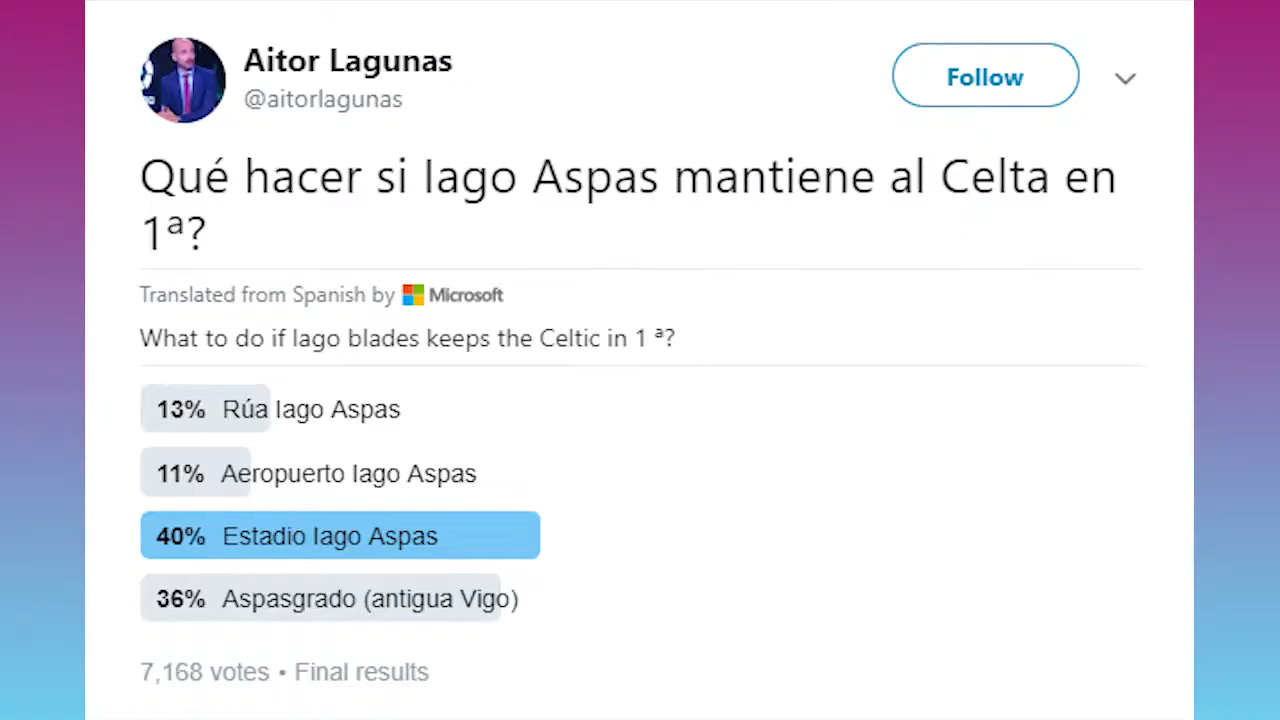 Aitor Lagunas
@aitorlagunas
Follow
Qué hacer si Iago Aspas mantiene al Celta en
1ª?
Translated from Spanish by Microsoft
What to do if Iago blades keeps the Celtic in 1 ª?
13% Rúa Iago Aspas
11% Aeropuerto Iago Aspas
40% Estadio Iago Aspas
36% Aspasgrado (antigua Vigo)
7,168 votes • Final results